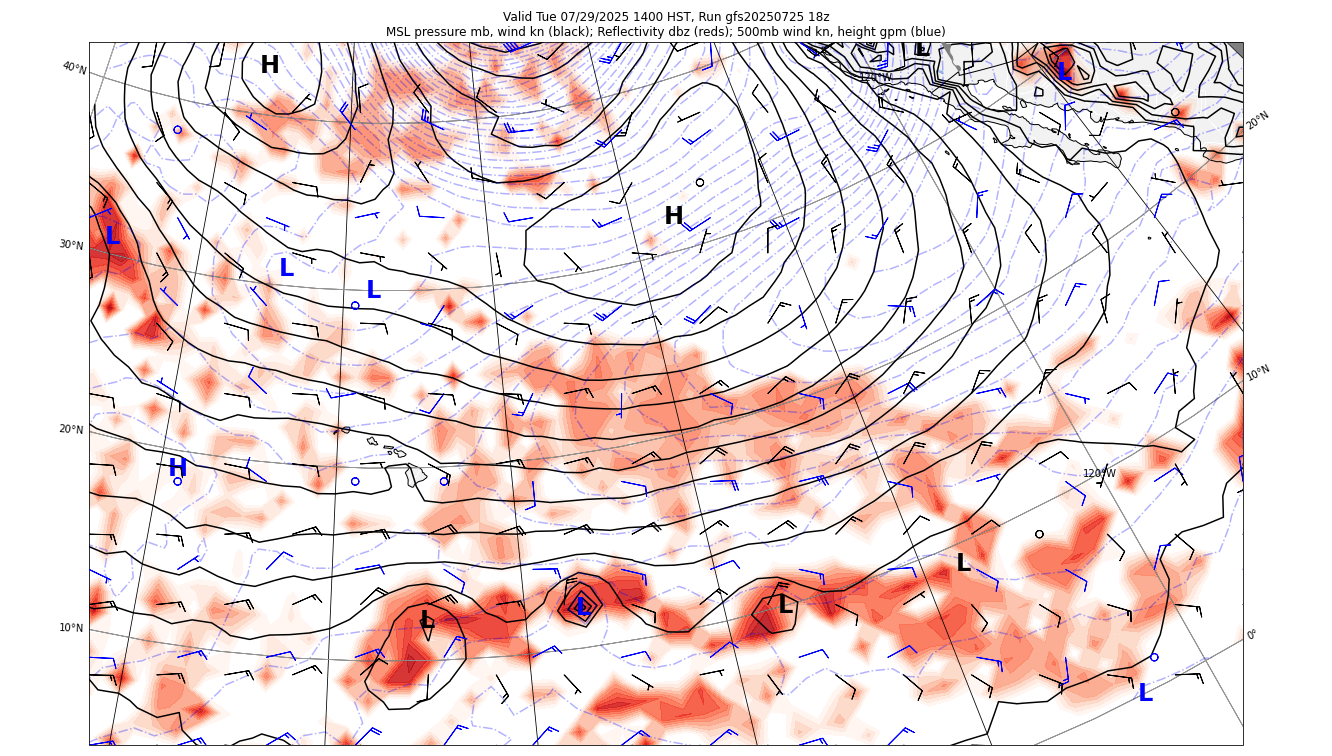 Valid Tue 07/29/2025 1400 HST, Run gfs20250725 18z
MSL pressure mb, wind kn (black); Reflectivity dbz (reds); 500mb wind kn, height gpm (blue)
L
H
40°N
L
120°W
20°N
H
L
30°N
L
L
10°N
20°N
H
120°W
L
L
L
L
10°N
0°
L